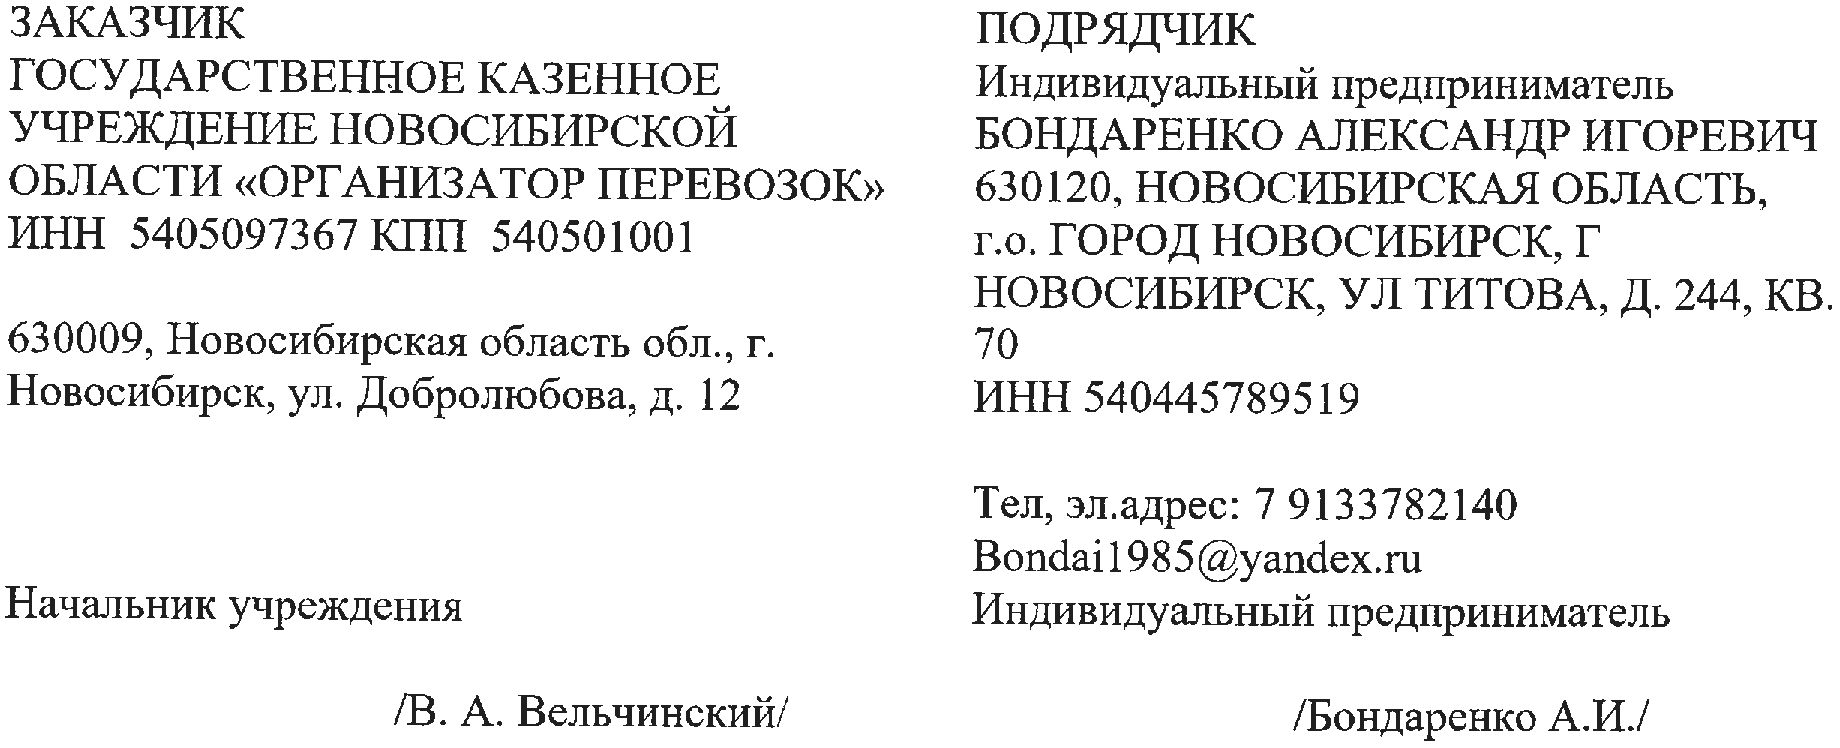 ЗАКАЗЧИК
ГОСУДАРСТВЕННОЕ КАЗЕННОЕ
УЧРЕЖДЕНИЕ НОВОСИБИРСКОЙ
ОБЛАСТИ «ОРГАНИЗАТОР ПЕРЕВОЗОК»
ИНН 5405097367 КПП 540501001
630009, Новосибирская область обл., г.
Новосибирск, ул. Добролюбова, д. 12
Начальник учреждения
/В. А. Вельчинский/
ПОДРЯДЧИК
Индивидуальный предприниматель
БОНДАРЕНКО АЛЕКСАНДР ИГОРЕВИЧ
630120, НОВОСИБИРСКАЯ ОБЛАСТЬ,
г.о. ГОРОД НОВОСИБИРСК, Г
НОВОСИБИРСК, УЛ ТИТОВА, Д. 244, КВ.
70
ИНН 540445789519
Тел, эл.адрес: 7 9133782140
Bondai1985@yandex.ru
Индивидуальный предприниматель
/Бондаренко А.И./